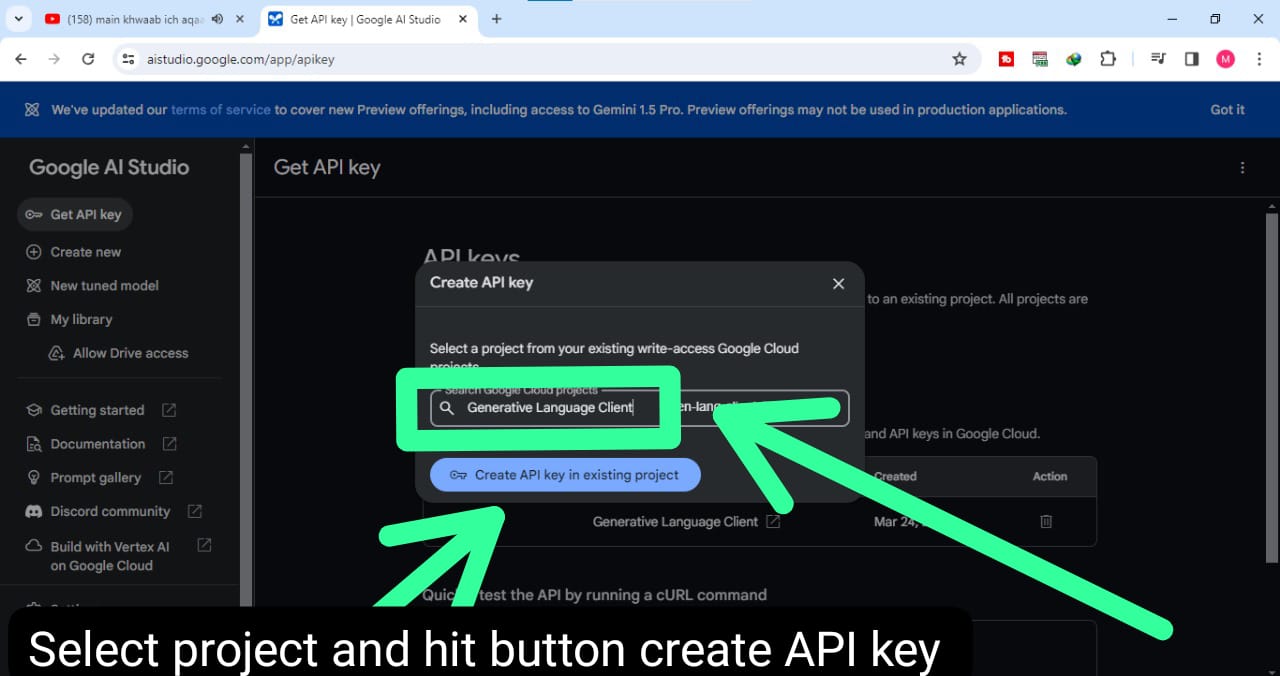 (158) main khwaab ich aqaa
Get API key | Google AI Studio
aistudio.google.com/app/apikey
M
We've updated our terms of service to cover new Preview offerings, including access to Gemini 1.5 Pro. Preview offerings may not be used in production applications.
Got it
Google AI Studio
Get API key
Create new
New tuned model
My library
Allow Drive access
Getting started
Documentation
Prompt gallery
Discord community
Build with Vertex AI
on Google Cloud
Get API key
API keys
to an existing project. All projects are
Create API key
Select a project from your existing write-access Google Cloud
projects
Search Google Cloud projects
Generative Language Client
Create API key in existing project
and API keys in Google Cloud.
Created
Action
Generative Language Client
Mar 24,
test the API by running a cURL command
Select project and hit button create API key